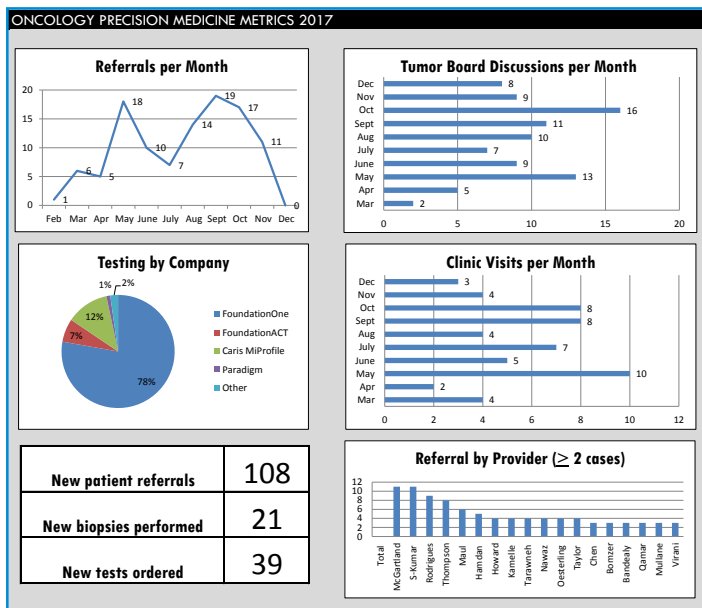 ONCOLOGY PRECISION MEDICINE METRICS 2017
Referrals per Month
20
15
10
5
0
1
6
5
18
10
7
14
19
17
11
0
Feb Mar Apr May June July Aug Sept Oct Nov Dec
Tumor Board Discussions per Month
Dec 8
Nov 9
Oct 16
Sept 11
Aug 10
July 7
June 9
May 13
Apr 5
Mar 2
0 5 10 15 20
Testing by Company
1% 2%
12%
7%
78%
FoundationOne
FoundationACT
Caris MiProfile
Paradigm
Other
Clinic Visits per Month
Dec 3
Nov 4
Oct 8
Sept 8
Aug 4
July 7
June 5
May 10
Apr 2
Mar 4
0 2 4 6 8 10 12
New patient referrals 108
New biopsies performed 21
New tests ordered 39
Referral by Provider (≥ 2 cases)
12
10
8
6
4
2
0
Total
McGartland
S-Kumar
Rodrigues
Thompson
Maul
Hamdan
Howard
Kamelle
Tarawneh
Nawaz
Oesterling
Taylor
Chen
Bomzer
Bandealy
Qamar
Mullane
Virani